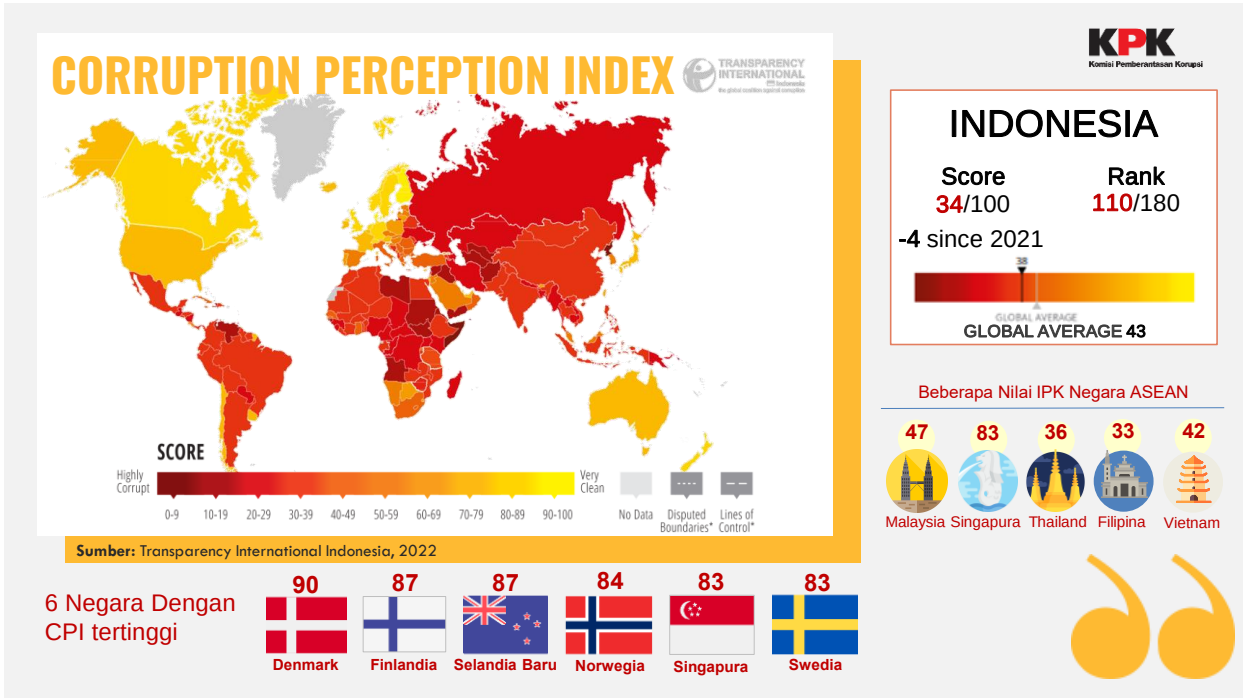 CORRUPTION PERCEPTION INDEX
TRANSPARENCY
INTERNATIONAL
Indonesia
the global coalition against corruption
SCORE
Highly
Corrupt
Very
Clean
0-9 10-19 20-29 30-39 40-49 50-59 60-69 70-79 80-89 90-100
No Data
Disputed
Boundaries*
Lines of
Control*
Sumber: Transparency International Indonesia, 2022
KPK
Komisi Pemberantasan Korupsi
INDONESIA
Score Rank
34/100 110/180
-4 since 2021
38
GLOBAL AVERAGE
GLOBAL AVERAGE 43
Beberapa Nilai IPK Negara ASEAN
47 83 36 33 42
Malaysia Singapura Thailand Filipina Vietnam
6 Negara Dengan
CPI tertinggi
90 87 87 84 83 83
Denmark Finlandia Selandia Baru Norwegia Singapura Swedia